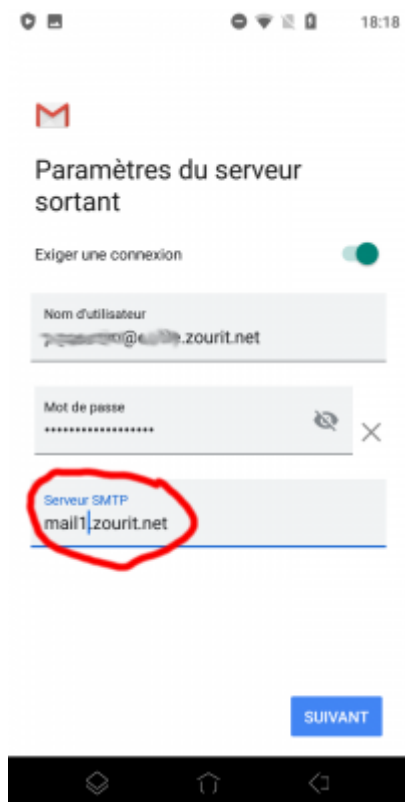 18:18
Paramètres du serveur
sortant
Exiger une connexion
Nom d'utilisateur
.zourit.net
Mot de passe
••••••••••••••••••
Serveur SMTP
mail1.zourit.net
SUIVANT